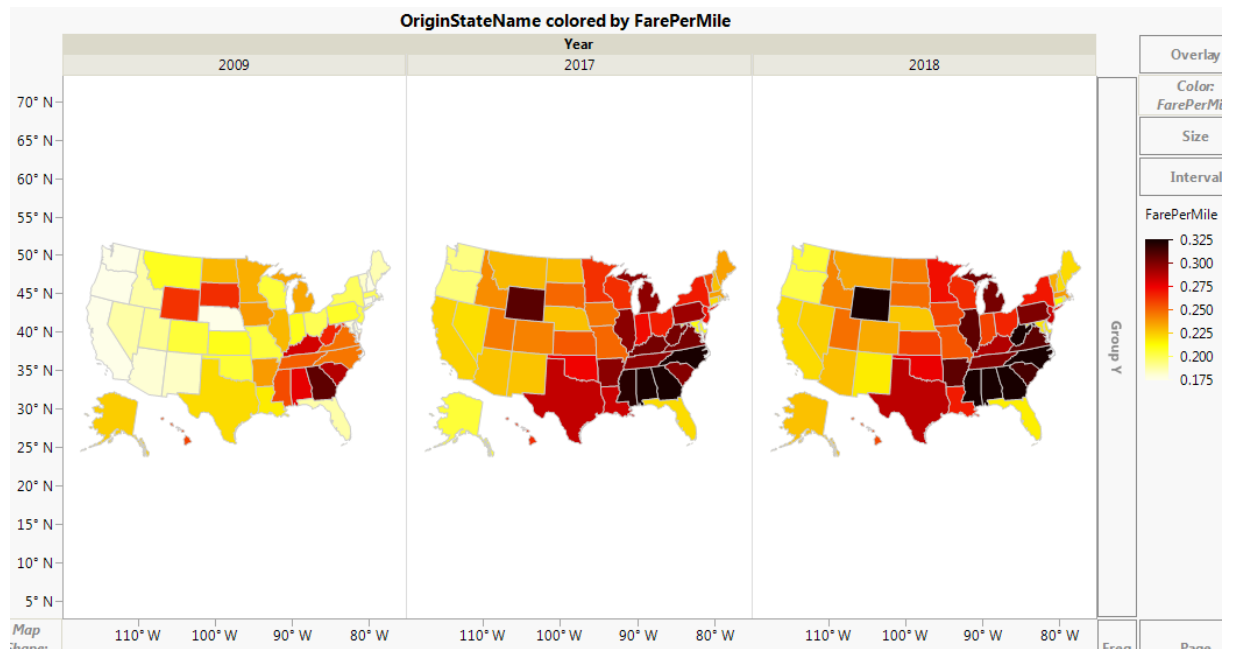 OriginStateName colored by FarePerMile
Year
2009 2017 2018
Overlay
Color:
FarePerMi
Size
Interval
FarePerMile
0.325
0.300
0.275
0.250
0.225
0.200
0.175
70° N
65° N
60° N
55° N
50° N
45° N
40° N
35° N
30° N
25° N
20° N
15° N
10° N
5° N
Group Y
110° W 100° W 90° W 80° W 110° W 100° W 90° W 80° W 110° W 100° W 90° W 80° W
Map
Shape:
Freq
Page